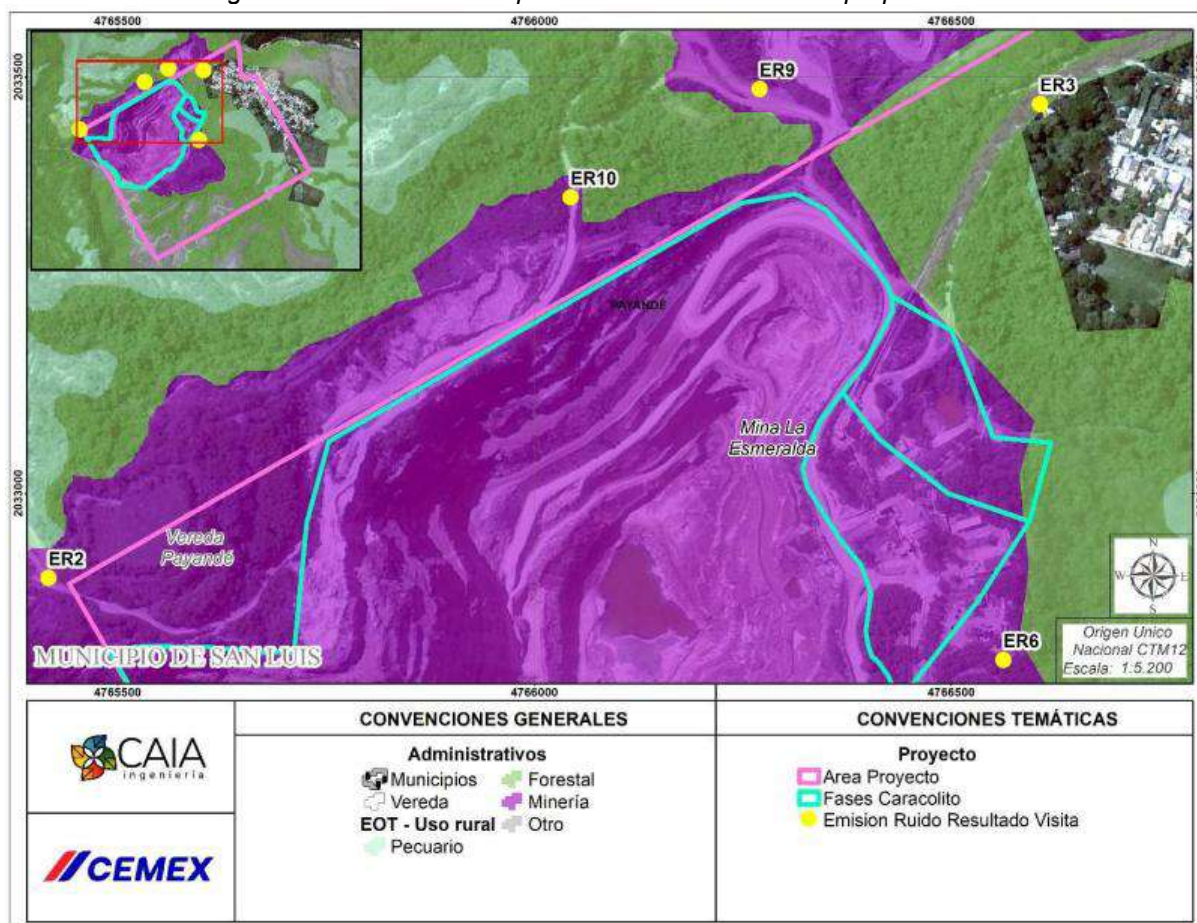 4765500 4766000 4766500
2033500
ER9
ER3
ER10
PAYANDÉ
Mina La
Esmeralda
2033000
Vereda
Payandé
ER2
ER6
MUNICIPIO DE SAN LUIS
N
W E
S
Origen Unico
Nacional CTM12
Escala: 1:5.200
4765500 4766000 4766500
CAIA
ingeniería
CEMEX
CONVENCIONES GENERALES
Administrativos
Municipios
Vereda
EOT - Uso rural
Pecuario
Forestal
Minería
Otro
CONVENCIONES TEMÁTICAS
Proyecto
Area Proyecto
Fases Caracolito
Emision Ruido Resultado Visita